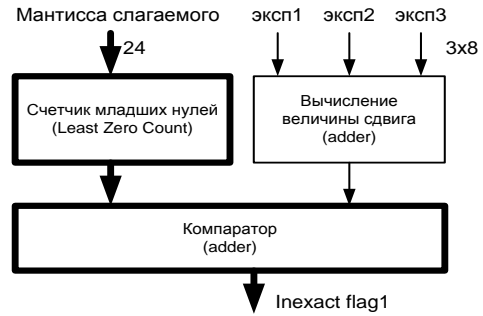 Мантисса слагаемого
эксп1 эксп2 эксп3
24
3x8
Счетчик младших нулей
(Least Zero Count)
Вычисление
величины сдвига
(adder)
Компаратор
(adder)
Inexact flag1